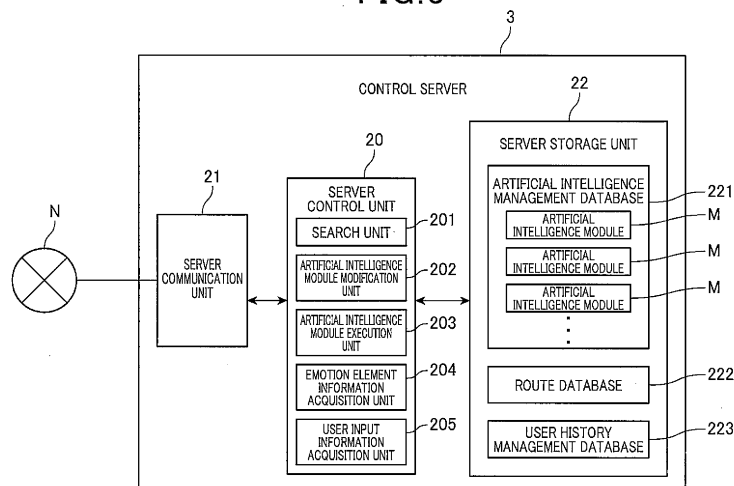 3
CONTROL SERVER
22
SERVER STORAGE UNIT
20
SERVER
CONTROL UNIT
21
N
SERVER
COMMUNICATION
UNIT
SEARCH UNIT
201
ARTIFICIAL INTELLIGENCE
MODULE MODIFICATION
UNIT
202
ARTIFICIAL INTELLIGENCE
MODULE EXECUTION
UNIT
203
EMOTION ELEMENT
INFORMATION
ACQUISITION UNIT
204
USER INPUT
INFORMATION
ACQUISITION UNIT
205
ARTIFICIAL INTELLIGENCE
MANAGEMENT DATABASE
221
ARTIFICIAL
INTELLIGENCE MODULE
M
ARTIFICIAL
INTELLIGENCE MODULE
M
ARTIFICIAL
INTELLIGENCE MODULE
M
ROUTE DATABASE
222
USER HISTORY
MANAGEMENT DATABASE
223